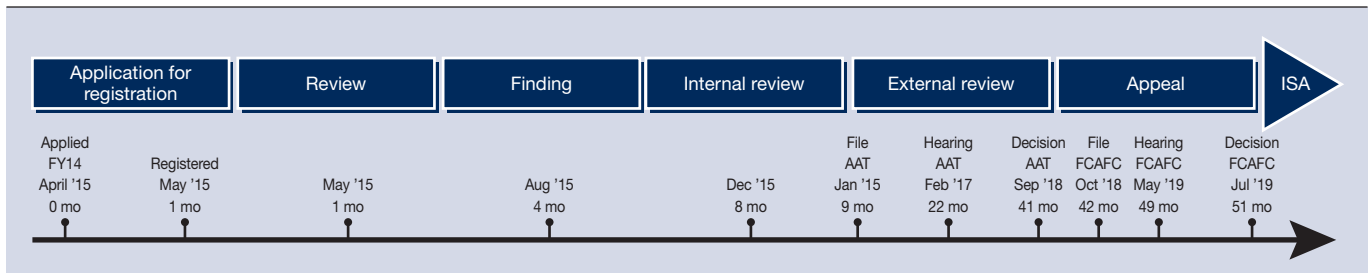 Application for
registration
Review
Finding
Internal review
External review
Appeal
ISA
Applied
FY14
April ’15
0 mo
Registered
May ’15
1 mo
May ’15
1 mo
Aug ’15
4 mo
Dec ’15
8 mo
File
AAT
Jan ’15
9 mo
Hearing
AAT
Feb ’17
22 mo
Decision
AAT
Sep ’18
41 mo
File
FCAFC
Oct ’18
42 mo
Hearing
FCAFC
May ’19
49 mo
Decision
FCAFC
Jul ’19
51 mo